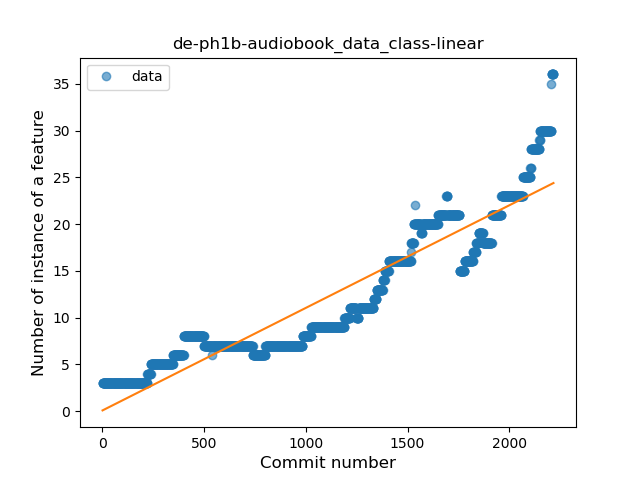 de-ph1b-audiobook_data_class-linear
data
Number of instance of a feature
35
30
25
20
15
10
5
0
0 500 1000 1500 2000
Commit number